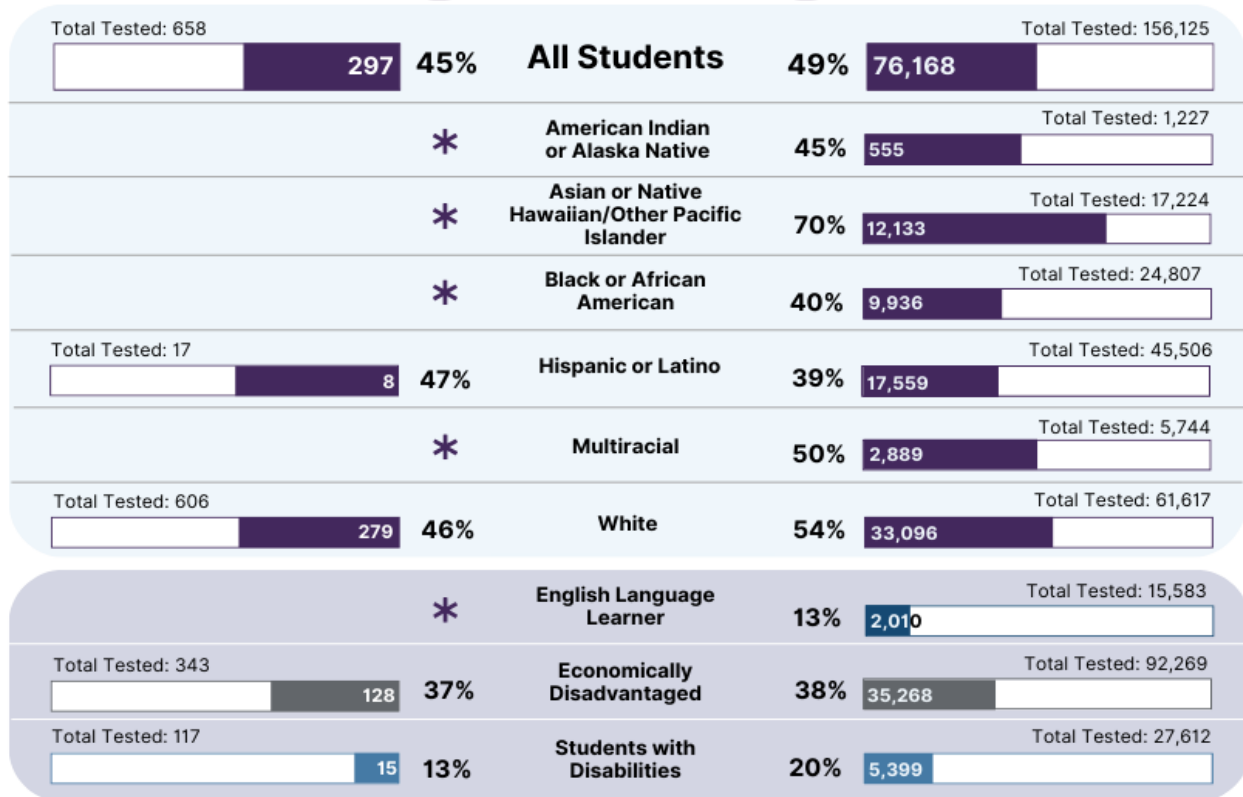 Total Tested: 658
Total Tested: 156,125
297 45% All Students 49% 76,168
Total Tested: 1,227
* American Indian
or Alaska Native 45% 555
Total Tested: 17,224
* Asian or Native
Hawaiian/Other Pacific
Islander 70% 12,133
Total Tested: 24,807
* Black or African
American 40% 9,936
Total Tested: 17
Total Tested: 45,506
8 47% Hispanic or Latino 39% 17,559
Total Tested: 5,744
* Multiracial 50% 2,889
Total Tested: 606
Total Tested: 61,617
279 46% White 54% 33,096
Total Tested: 15,583
* English Language
Learner 13% 2,010
Total Tested: 343
Total Tested: 92,269
128 37% Economically
Disadvantaged 38% 35,268
Total Tested: 117
Total Tested: 27,612
15 13% Students with
Disabilities 20% 5,399